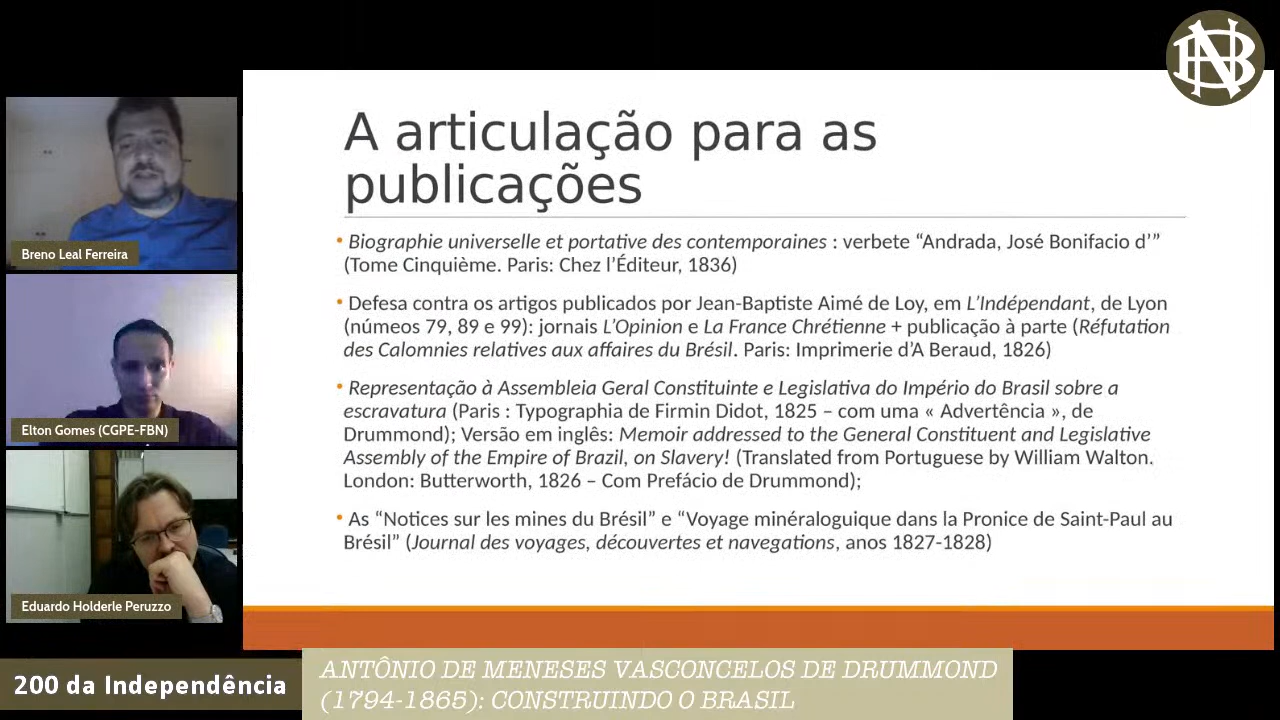 NB
A articulação para as
publicações
• Biographie universelle et portative des contemporaines : verbete “Andrada, José Bonifacio d’”
(Tome Cinquième. Paris: Chez l’Éditeur, 1836)
• Defesa contra os artigos publicados por Jean-Baptiste Aimé de Loy, em L’Indépendant, de Lyon
(númeos 79, 89 e 99): jornais L’Opinion e La France Chrétienne + publicação à parte (Réfutation
des Calomnies relatives aux affaires du Brésil. Paris: Imprimerie d’A Beraud, 1826)
• Representação à Assembleia Geral Constituinte e Legislativa do Império do Brasil sobre a
escravatura (Paris : Typographia de Firmin Didot, 1825 – com uma « Advertência », de
Drummond); Versão em inglês: Memoir addressed to the General Constituent and Legislative
Assembly of the Empire of Brazil, on Slavery! (Translated from Portuguese by William Walton.
London: Butterworth, 1826 – Com Prefácio de Drummond);
• As “Notices sur les mines du Brésil” e “Voyage minéraloguique dans la Pronice de Saint-Paul au
Brésil” (Journal des voyages, découvertes et navegations, anos 1827-1828)
Breno Leal Ferreira
Elton Gomes (CGPE-FBN)
Eduardo Holderle Peruzzo
200 da Independência
ANTÔNIO DE MENESES VASCONCELOS DE DRUMMOND
(1794-1865): CONSTRUINDO O BRASIL